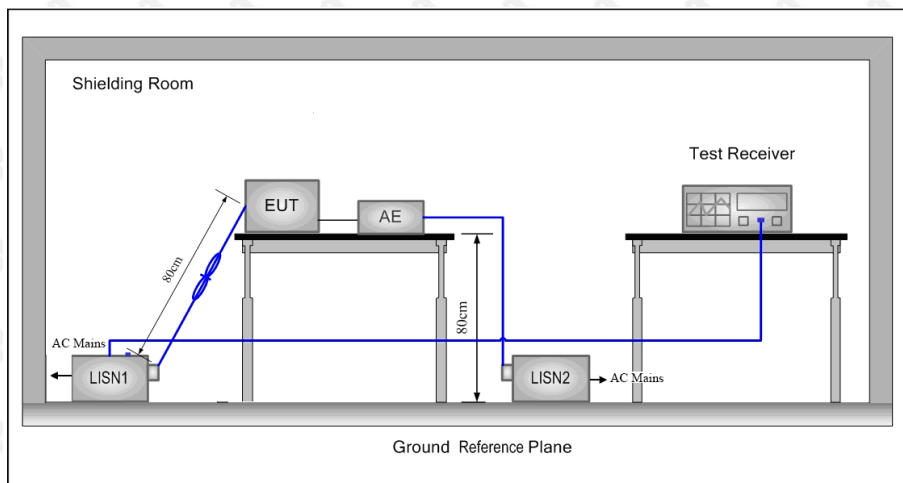 Shielding Room
Test Receiver
EUT
AE
80cm
80cm
AC Mains
LISN1
LISN2
AC Mains
Ground Reference Plane